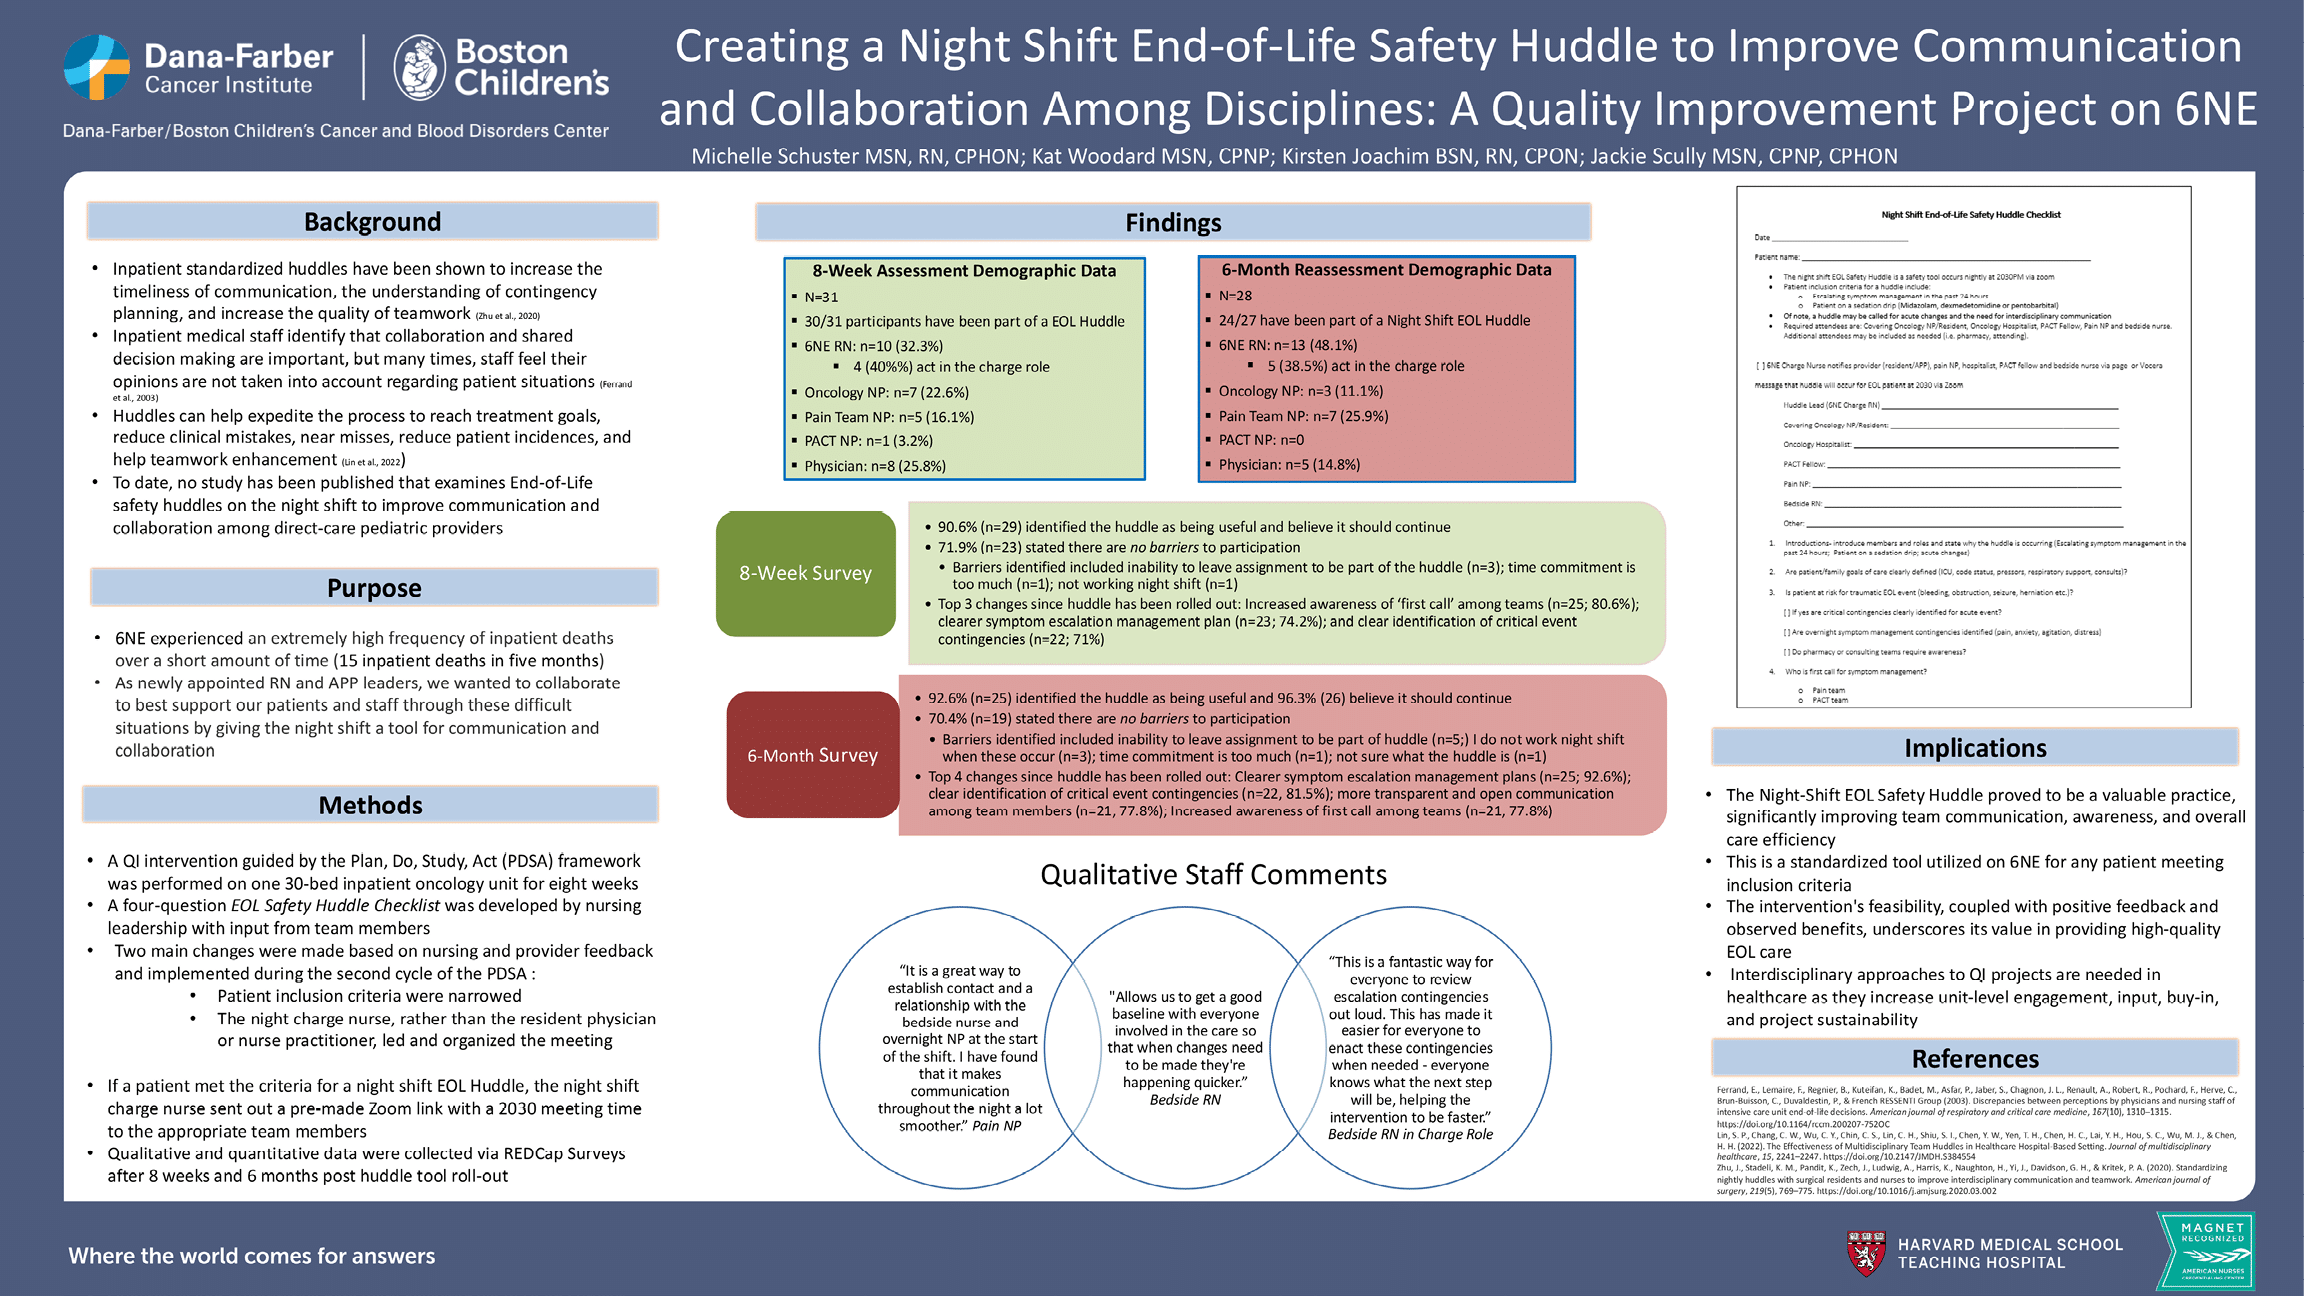 Dana-Farber
Cancer Institute
Boston
Children's
Dana-Farber/Boston Children's Cancer and Blood Disorders Center
Creating a Night Shift End-of-Life Safety Huddle to Improve Communication
and Collaboration Among Disciplines: A Quality Improvement Project on 6NE
Michelle Schuster MSN, RN, CPHON; Kat Woodard MSN, CPNP; Kirsten Joachim BSN, RN, CPON; Jackie Scully MSN, CPNP, CPHON
Background
• Inpatient standardized huddles have been shown to increase the
timeliness of communication, the understanding of contingency
planning, and increase the quality of teamwork (Zhu et al., 2020)
• Inpatient medical staff identify that collaboration and shared
decision making are important, but many times, staff feel their
opinions are not taken into account regarding patient situations (Ferrand
et al., 2003)
• Huddles can help expedite the process to reach treatment goals,
reduce clinical mistakes, near misses, reduce patient incidences, and
help teamwork enhancement (Lin et al., 2022)
• To date, no study has been published that examines End-of-Life
safety huddles on the night shift to improve communication and
collaboration among direct-care pediatric providers
Purpose
• 6NE experienced an extremely high frequency of inpatient deaths
over a short amount of time (15 inpatient deaths in five months)
• As newly appointed RN and APP leaders, we wanted to collaborate
to best support our patients and staff through these difficult
situations by giving the night shift a tool for communication and
collaboration
Methods
• A QI intervention guided by the Plan, Do, Study, Act (PDSA) framework
was performed on one 30-bed inpatient oncology unit for eight weeks
• A four-question EOL Safety Huddle Checklist was developed by nursing
leadership with input from team members
• Two main changes were made based on nursing and provider feedback
and implemented during the second cycle of the PDSA :
• Patient inclusion criteria were narrowed
• The night charge nurse, rather than the resident physician
or nurse practitioner, led and organized the meeting
• If a patient met the criteria for a night shift EOL Huddle, the night shift
charge nurse sent out a pre-made Zoom link with a 2030 meeting time
to the appropriate team members
• Qualitative and quantitative data were collected via REDCap Surveys
after 8 weeks and 6 months post huddle tool roll-out
Findings
8-Week Assessment Demographic Data
▪ N=31
▪ 30/31 participants have been part of a EOL Huddle
▪ 6NE RN: n=10 (32.3%)
▪ 4 (40%%) act in the charge role
▪ Oncology NP: n=7 (22.6%)
▪ Pain Team NP: n=5 (16.1%)
▪ PACT NP: n=1 (3.2%)
▪ Physician: n=8 (25.8%)
6-Month Reassessment Demographic Data
▪ N=28
▪ 24/27 have been part of a Night Shift EOL Huddle
▪ 6NE RN: n=13 (48.1%)
▪ 5 (38.5%) act in the charge role
▪ Oncology NP: n=3 (11.1%)
▪ Pain Team NP: n=7 (25.9%)
▪ PACT NP: n=0
▪ Physician: n=5 (14.8%)
8-Week Survey
• 90.6% (n=29) identified the huddle as being useful and believe it should continue
• 71.9% (n=23) stated there are no barriers to participation
• Barriers identified included inability to leave assignment to be part of the huddle (n=3); time commitment is
too much (n=1); not working night shift (n=1)
• Top 3 changes since huddle has been rolled out: Increased awareness of 'first call' among teams (n=25; 80.6%);
clearer symptom escalation management plan (n=23; 74.2%); and clear identification of critical event
contingencies (n=22; 71%)
6-Month Survey
• 92.6% (n=25) identified the huddle as being useful and 96.3% (26) believe it should continue
• 70.4% (n=19) stated there are no barriers to participation
• Barriers identified included inability to leave assignment to be part of huddle (n=5;) I do not work night shift
when these occur (n=3); time commitment is too much (n=1); not sure what the huddle is (n=1)
• Top 4 changes since huddle has been rolled out: Clearer symptom escalation management plans (n=25; 92.6%);
clear identification of critical event contingencies (n=22, 81.5%); more transparent and open communication
among team members (n=21, 77.8%); Increased awareness of first call among teams (n=21, 77.8%)
Qualitative Staff Comments
“It is a great way to
establish contact and a
relationship with the
bedside nurse and
overnight NP at the start
of the shift. I have found
that it makes
communication
throughout the night a lot
smoother.” Pain NP
"Allows us to get a good
baseline with everyone
involved in the care so
that when changes need
to be made they're
happening quicker.”
Bedside RN
“This is a fantastic way for
everyone to review
escalation contingencies
out loud. This has made it
easier for everyone to
enact these contingencies
when needed - everyone
knows what the next step
will be, helping the
intervention to be faster.”
Bedside RN in Charge Role
Night Shift End-of-Life Safety Huddle Checklist
Date
Patient name:
• The night shift EOL Safety Huddle is a safety tool occurs nightly at 2030PM via zoom
• Patient inclusion criteria for a huddle include:
o Escalating symptom management in the past 24 hours
o Patient on a sedation drip (Midazolam, dexmedetomidine or pentobarbital)
• Of note, a huddle may be called for acute changes and the need for interdisciplinary communication
• Required attendees are: Covering Oncology NP/Resident, Oncology Hospitalist, PACT Fellow, Pain NP and bedside nurse.
Additional attendees may be included as needed (i.e. pharmacy, attending).
[ ] 6NE Charge Nurse notifies provider (resident/APP), pain NP, hospitalist, PACT fellow and bedside nurse via page or Vocera
message that huddle will occur for EOL patient at 2030 via Zoom
Huddle Lead (6NE Charge RN)
Covering Oncology NP/Resident:
Oncology Hospitalist:
PACT Fellow:
Pain NP:
Bedside RN:
Other:
1. Introductions- introduce members and roles and state why the huddle is occurring (Escalating symptom management in the
past 24 hours; Patient on a sedation drip; acute changes)
2. Are patient/family goals of care clearly defined (ICU, code status, pressors, respiratory support, consults)?
3. Is patient at risk for traumatic EOL event (bleeding, obstruction, seizure, herniation etc.)?
[ ] If yes are critical contingencies clearly identified for acute event?
[ ] Are overnight symptom management contingencies identified (pain, anxiety, agitation, distress)
[ ] Do pharmacy or consulting teams require awareness?
4. Who is first call for symptom management?
o Pain team
o PACT team
Implications
• The Night-Shift EOL Safety Huddle proved to be a valuable practice,
significantly improving team communication, awareness, and overall
care efficiency
• This is a standardized tool utilized on 6NE for any patient meeting
inclusion criteria
• The intervention's feasibility, coupled with positive feedback and
observed benefits, underscores its value in providing high-quality
EOL care
• Interdisciplinary approaches to QI projects are needed in
healthcare as they increase unit-level engagement, input, buy-in,
and project sustainability
References
Ferrand, E., Lemaire, F., Regnier, B., Kuteifan, K., Badet, M., Asfar, P., Jaber, S., Chagnon, J. L., Renault, A., Robert, R., Pochard, F., Herve, C.,
Brun-Buisson, C., Duvaldestin, P., & French RESSENTI Group (2003). Discrepancies between perceptions by physicians and nursing staff of
intensive care unit end-of-life decisions. American journal of respiratory and critical care medicine, 167(10), 1310–1315.
https://doi.org/10.1164/rccm.200207-752OC
Lin, S. P., Chang, C. W., Wu, C. Y., Chin, C. S., Lin, C. H., Shiu, S. I., Chen, Y. W., Yen, T. H., Chen, H. C., Lai, Y. H., Hou, S. C., Wu, M. J., & Chen,
H. H. (2022). The Effectiveness of Multidisciplinary Team Huddles in Healthcare Hospital-Based Setting. Journal of multidisciplinary
healthcare, 15, 2241–2247. https://doi.org/10.2147/JMDH.S384554
Zhu, J., Stadeli, K. M., Pandit, K., Zech, J., Ludwig, A., Harris, K., Naughton, H., Yi, J., Davidson, G. H., & Kritek, P. A. (2020). Standardizing
nightly huddles with surgical residents and nurses to improve interdisciplinary communication and teamwork. American journal of
surgery, 219(5), 769–775. https://doi.org/10.1016/j.amjsurg.2020.03.002
Where the world comes for answers
HARVARD MEDICAL SCHOOL
TEACHING HOSPITAL
MAGNET
RECOGNIZED
AMERICAN NURSES
CREDENTIALING CENTER